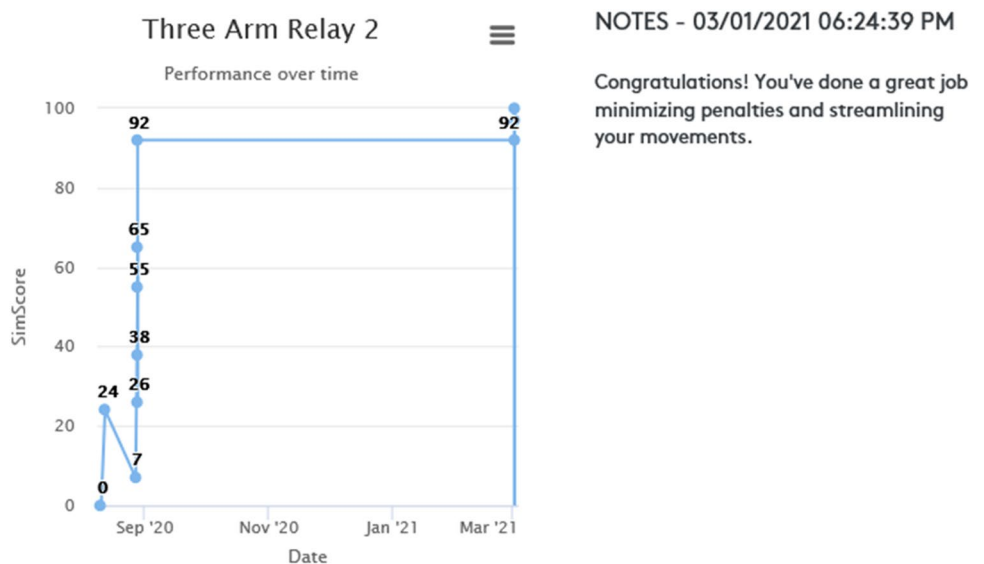 Three Arm Relay 2
Performance over time
100
80
60
40
20
0
SimScore
92
92
65
55
38
26
24
7
0
Sep '20 Nov '20 Jan '21 Mar '21
Date
NOTES - 03/01/2021 06:24:39 PM
Congratulations! You've done a great job
minimizing penalties and streamlining
your movements.